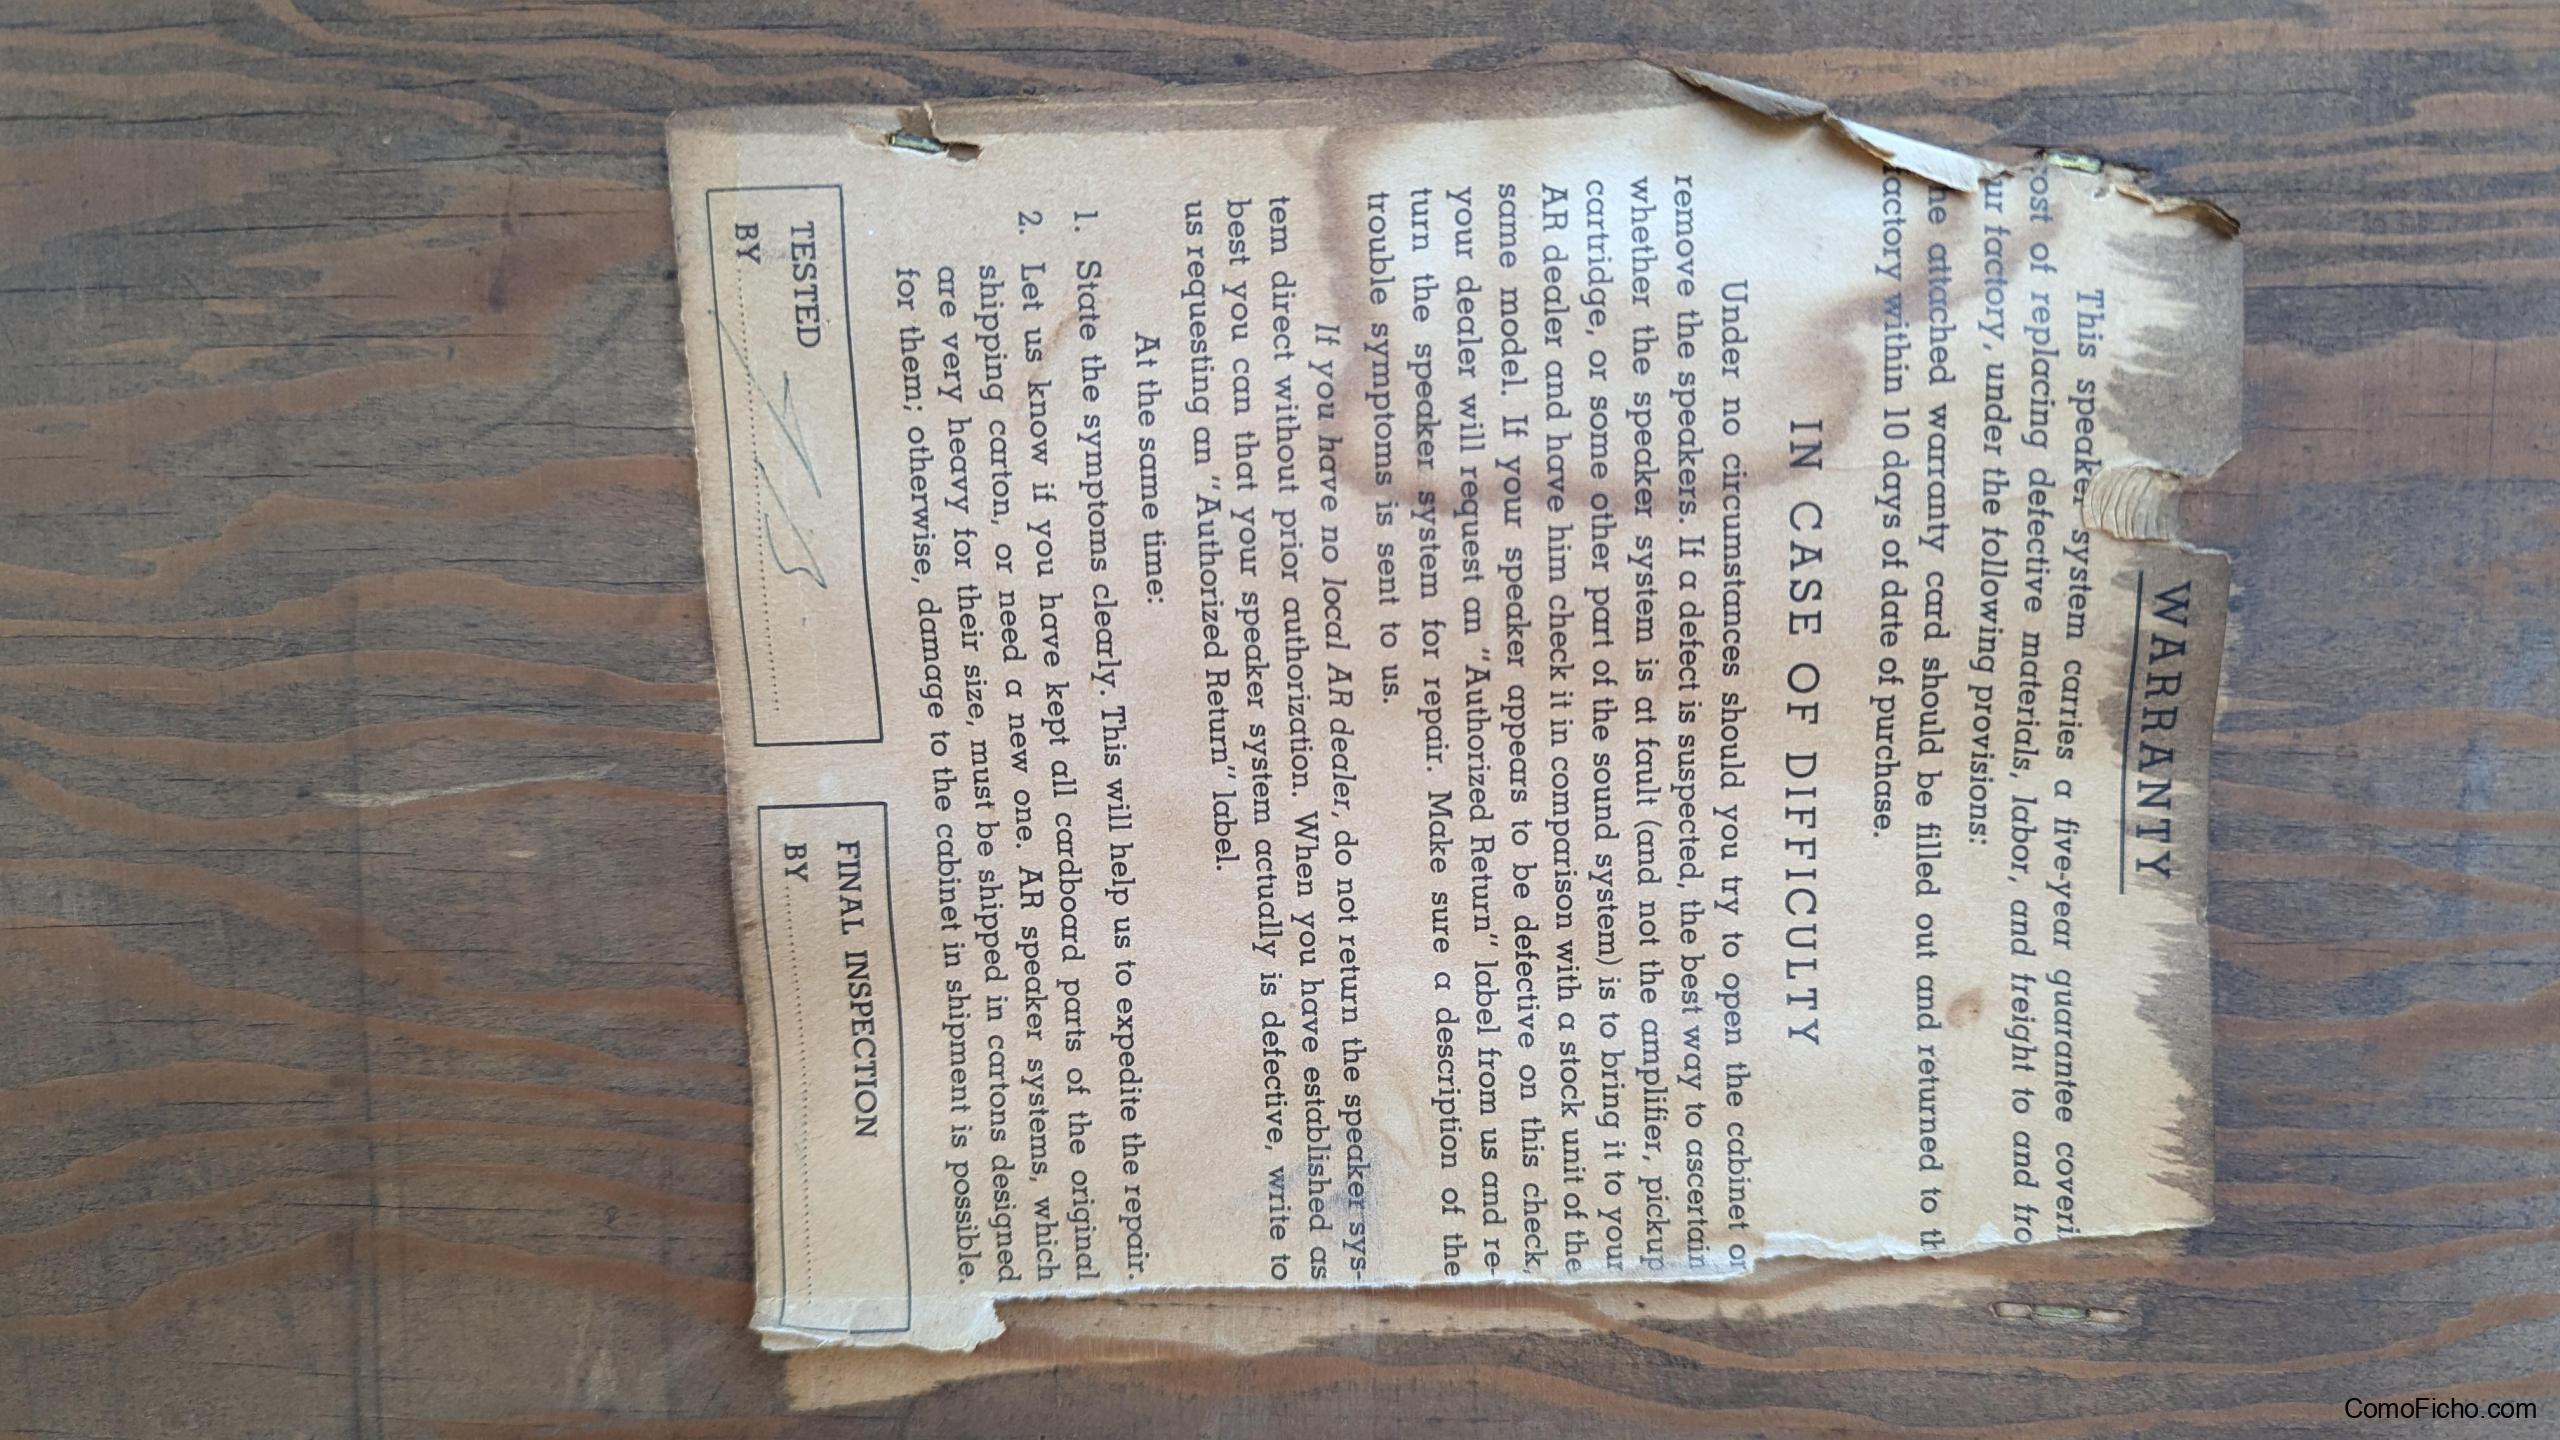 WARRANTY
This speaker system carries a five-year guarantee coveri
ost of replacing defective materials, labor, and freight to and fro
ur factory, under the following provisions:
he attached warranty card should be filled out and returned to th
actory within 10 days of date of purchase.
IN CASE OF DIFFICULTY
Under no circumstances should you try to open the cabinet or
remove the speakers. If a defect is suspected, the best way to ascertain
whether the speaker system is at fault (and not the amplifier, pickup
cartridge, or some other part of the sound system) is to bring it to your
AR dealer and have him check it in comparison with a stock unit of the
same model. If your speaker appears to be defective on this check,
your dealer will request an "Authorized Return" label from us and re-
turn the speaker system for repair. Make sure a description of the
trouble symptoms is sent to us.
If you have no local AR dealer, do not return the speaker sys-
tem direct without prior authorization. When you have established as
best you can that your speaker system actually is defective, write to
us requesting an "Authorized Return" label.
At the same time:
1. State the symptoms clearly. This will help us to expedite the repair.
2. Let us know if you have kept all cardboard parts of the original
shipping carton, or need a new one. AR speaker systems, which
are very heavy for their size, must be shipped in cartons designed
for them; otherwise, damage to the cabinet in shipment is possible.
TESTED
BY
FINAL INSPECTION
BY
ComoFicho.com